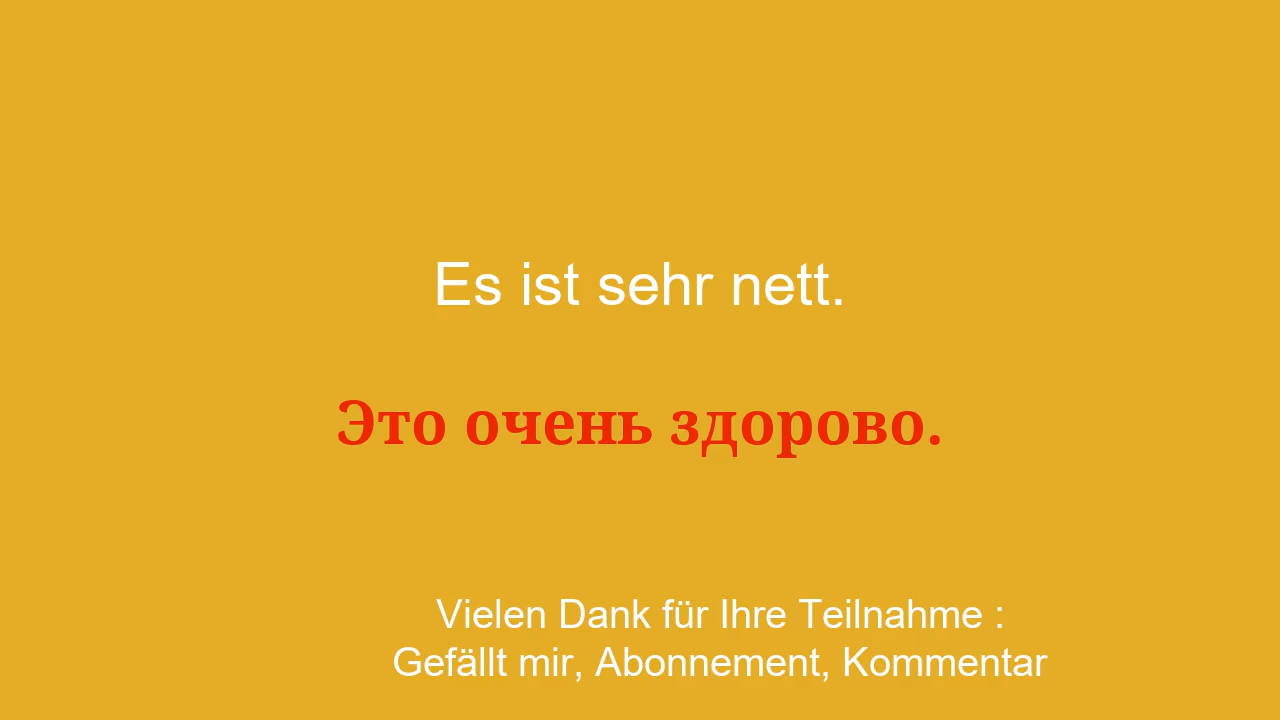 Es ist sehr nett.
Это очень здорово.
Vielen Dank für Ihre Teilnahme :
Gefällt mir, Abonnement, Kommentar